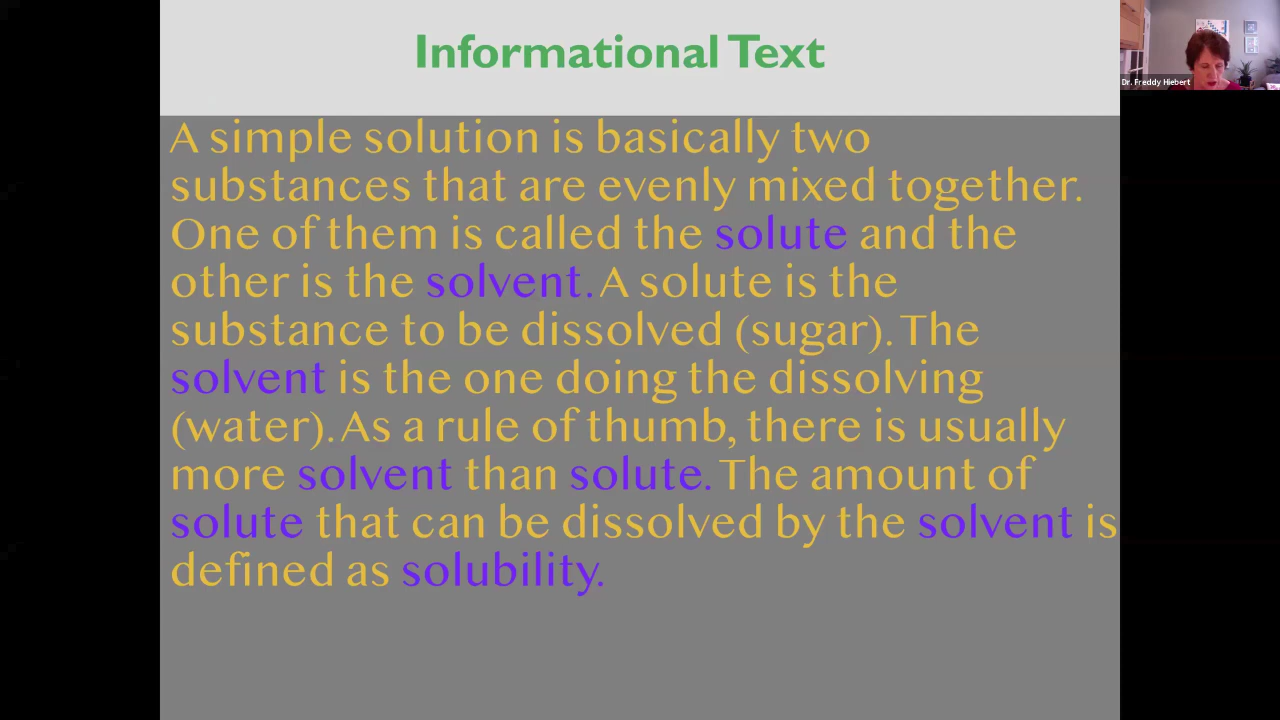 Informational Text
Dr. Freddy Hiebert
A simple solution is basically two
substances that are evenly mixed together.
One of them is called the solute and the
other is the solvent. A solute is the
substance to be dissolved (sugar). The
solvent is the one doing the dissolving
(water). As a rule of thumb, there is usually
more solvent than solute. The amount of
solute that can be dissolved by the solvent is
defined as solubility.